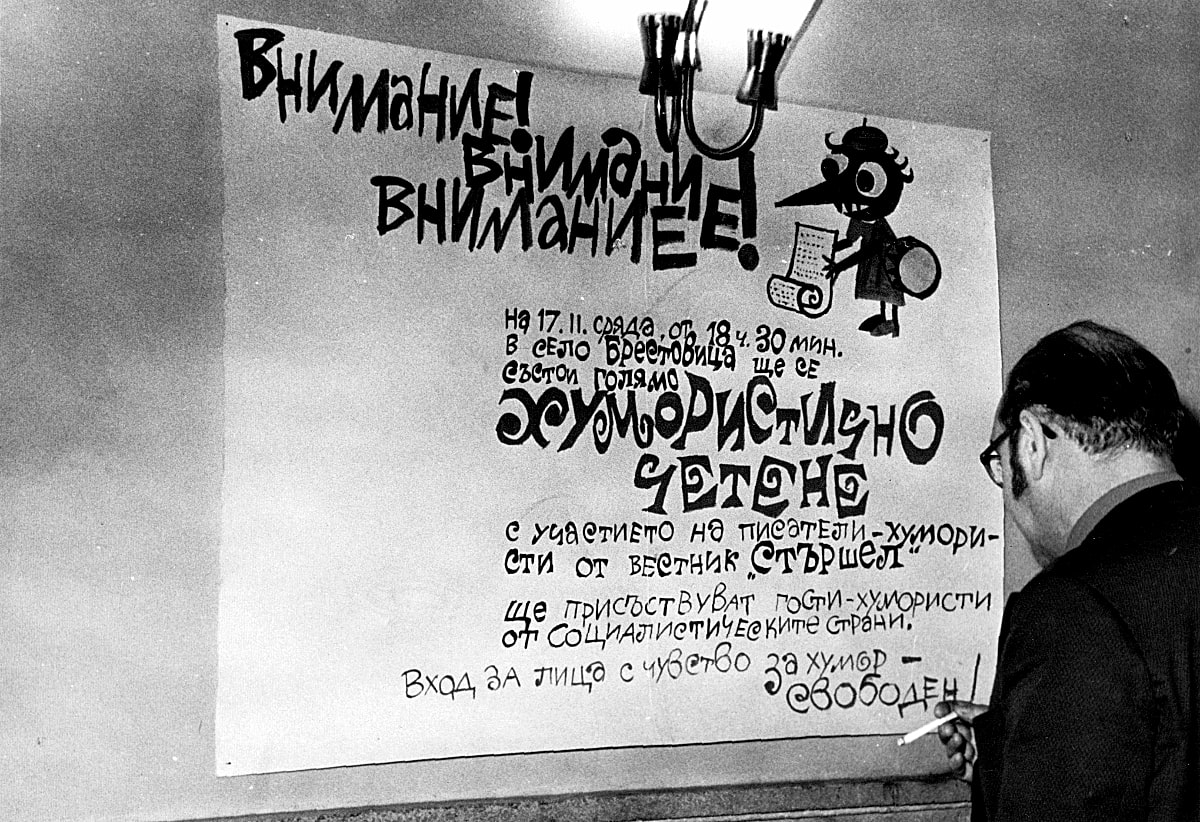 Внимание!
Внимание!
Внимание
на 17.II. сряда, от 18 ч. 30 мин.
в село Брестовица ще се
състои голямо
хумористично
четене
с участието на писатели-хумори-
сти от вестник „Стършел“
ще присъствуват гости-хумористи
от социалистическите страни.
Вход за лица с чувство за хумор –
свободен!